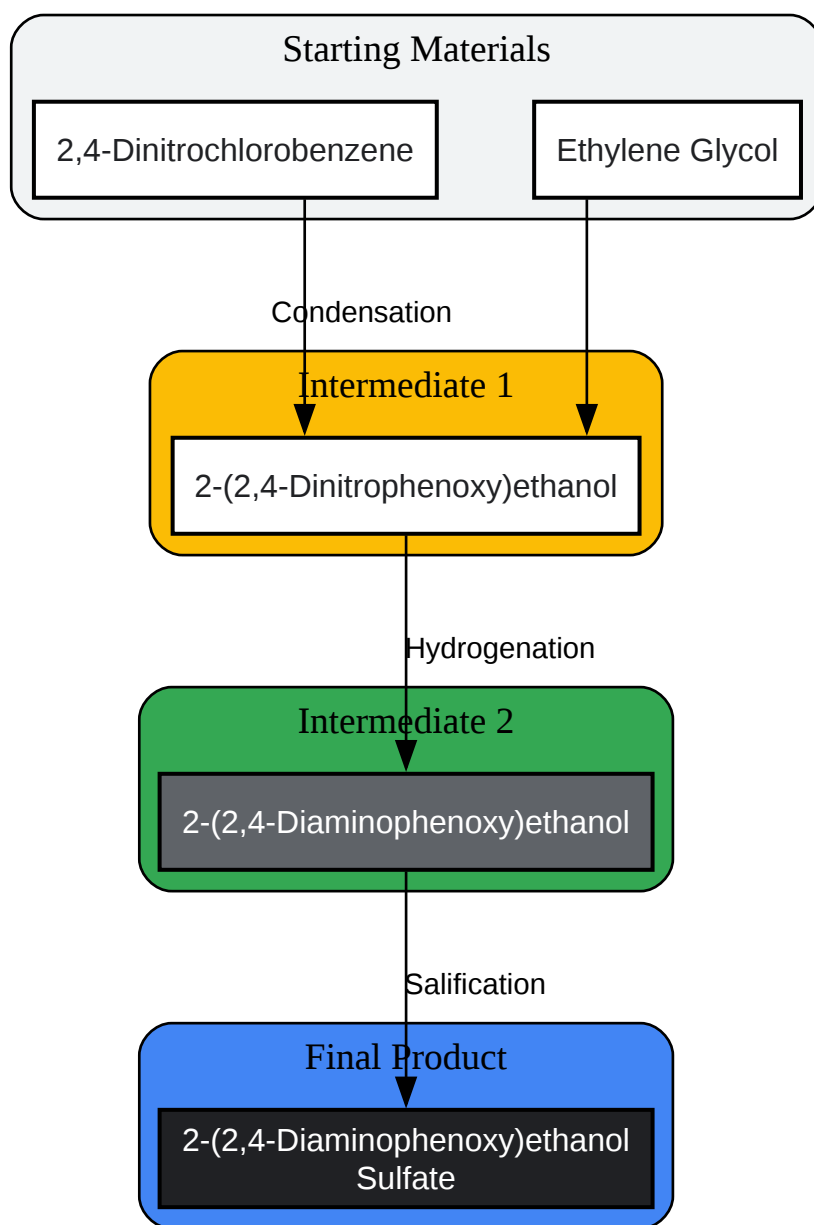 Starting Materials
2,4-Dinitrochlorobenzene
Ethylene Glycol
Condensation
Intermediate 1
2-(2,4-Dinitrophenoxy)ethanol
Hydrogenation
Intermediate 2
2-(2,4-Diaminophenoxy)ethanol
Salification
Final Product
2-(2,4-Diaminophenoxy)ethanol
Sulfate